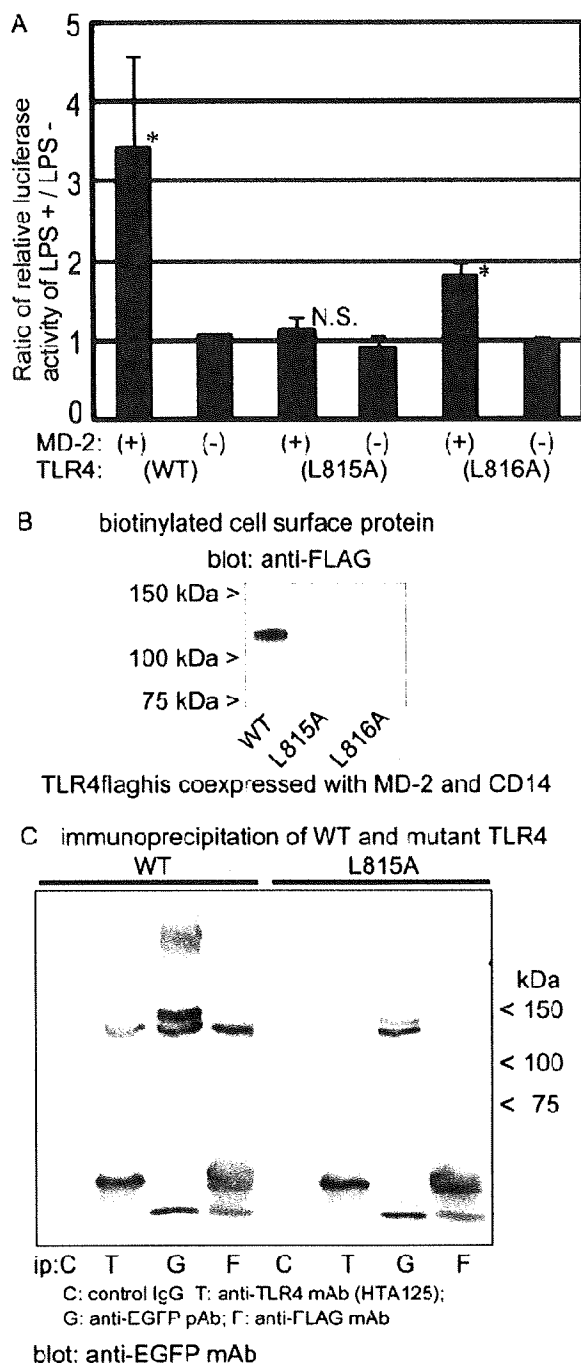 A
Ratio of relative luciferase
activity of LPS + / LPS -
5
4
3
2
1
0
*
N.S.
*
MD-2: (+) (-) (+) (-) (+) (-)
TLR4: (WT) (L815A) (L816A)
B biotinylated cell surface protein
blot: anti-FLAG
150 kDa >
100 kDa >
75 kDa >
WT L815A L816A
TLR4flaghis coexpressed with MD-2 and CD14
C immunoprecipitation of WT and mutant TLR4
WT L815A
kDa
< 150
< 100
< 75
ip:C T G F C T G F
C: control IgG T: anti-TLR4 mAb (HTA125);
G: anti-EGFP pAb; F: anti-FLAG mAb
blot: anti-EGFP mAb